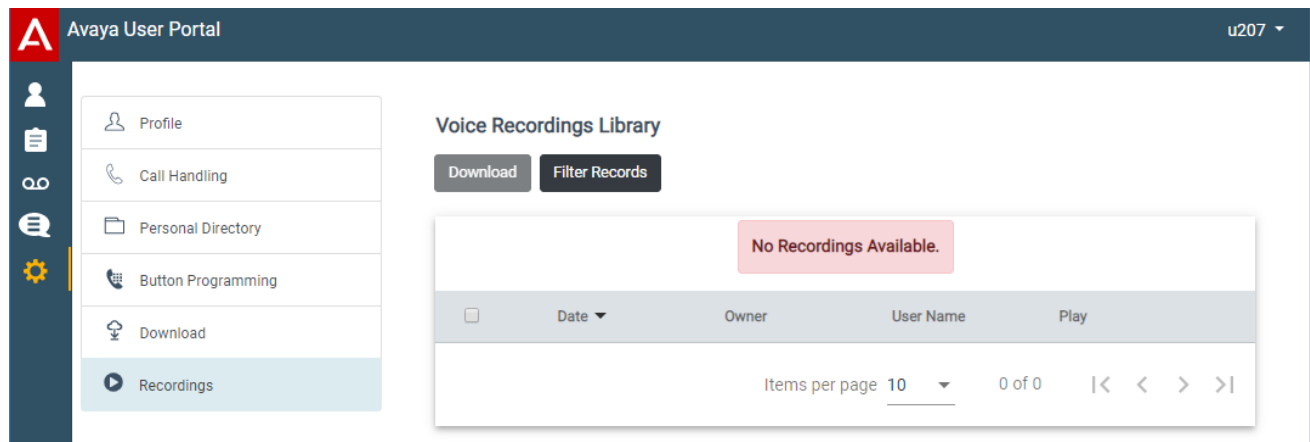 Avaya User Portal
u207
Profile
Call Handling
Personal Directory
Button Programming
Download
Recordings
Voice Recordings Library
Download Filter Records
No Recordings Available.
Date Owner User Name Play
Items per page 10 0 of 0